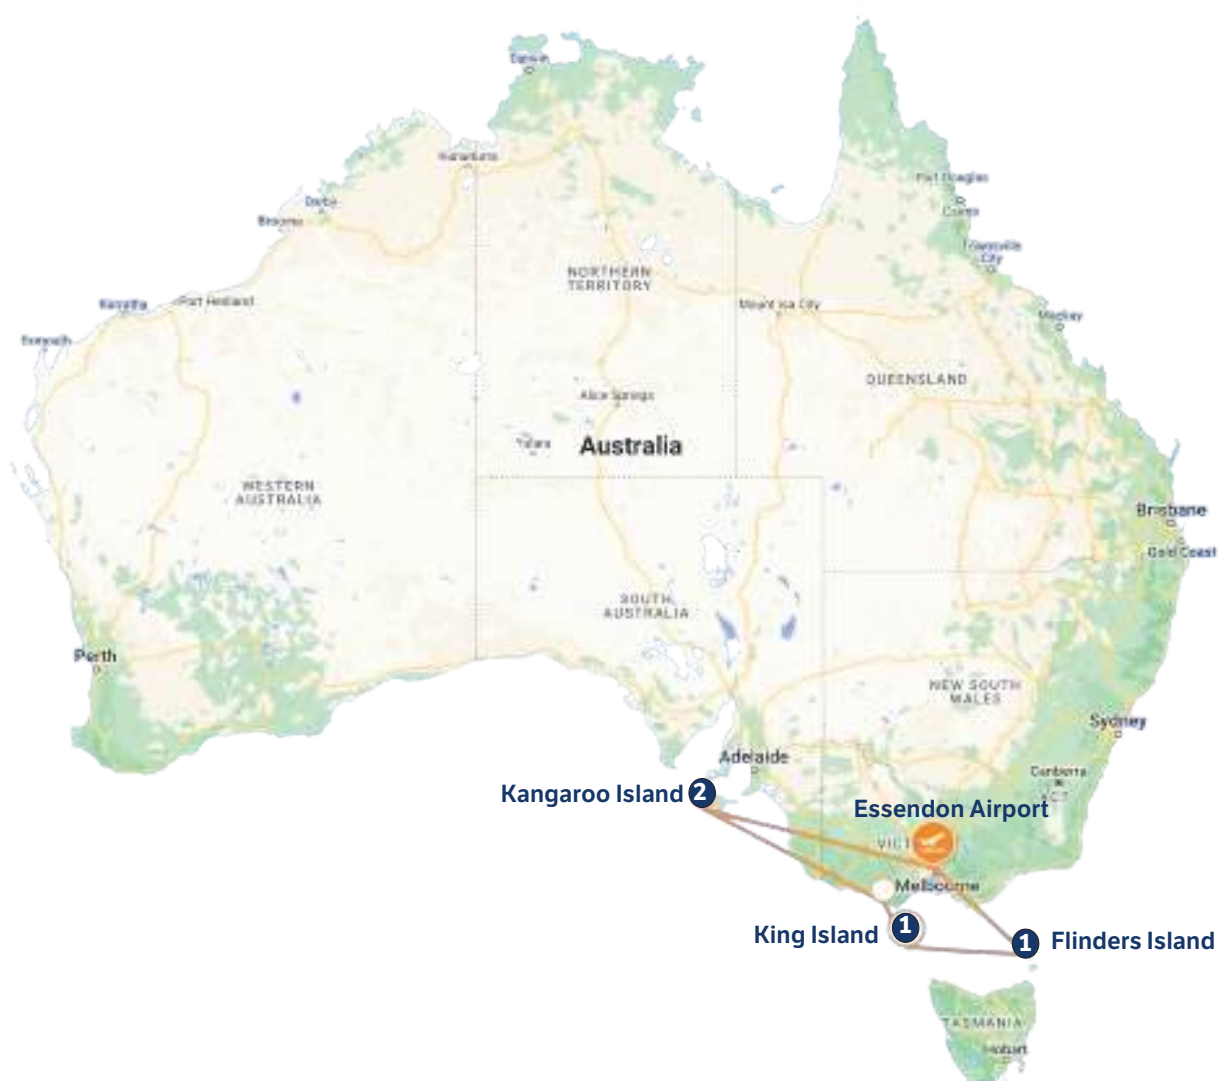 Darwin
Kununurra
Port Douglas
Cairns
Derby
Broome
Townsville
City
NORTHERN
TERRITORY
Karratha
Port Hedland
Mount Isa City
Mackay
Exmouth
QUEENSLAND
Alice Springs
Yulara
Australia
WESTERN
AUSTRALIA
Brisbane
Gold Coast
SOUTH
AUSTRALIA
Perth
NEW SOUTH
WALES
Sydney
Adelaide
Canberra
Kangaroo Island 2
Essendon Airport
VICT
Melbourne
King Island 1
1 Flinders Island
TASMANIA
Hobart